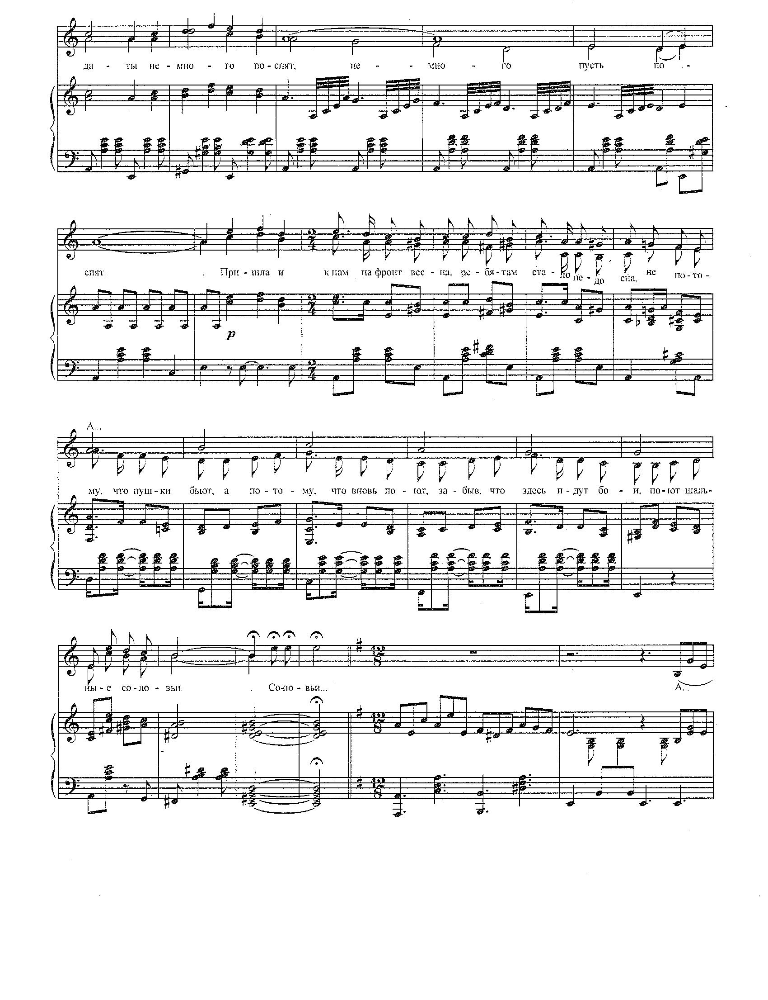 да - ты не - мно - го по - спят, не - - мно - го пусть по - -
спят. . При - шла и к нам на фронт вес - на. ре - бя - там ста - ло не - до сна, не по - то -
А...
му, что пуш - ки бьют, а по - то - му, что вновь по - ют, за - быв, что здесь и - дут бо - и, по - ют шаль -
p
ны - е со - ло - вьи. . Со - ло - вьи... А...